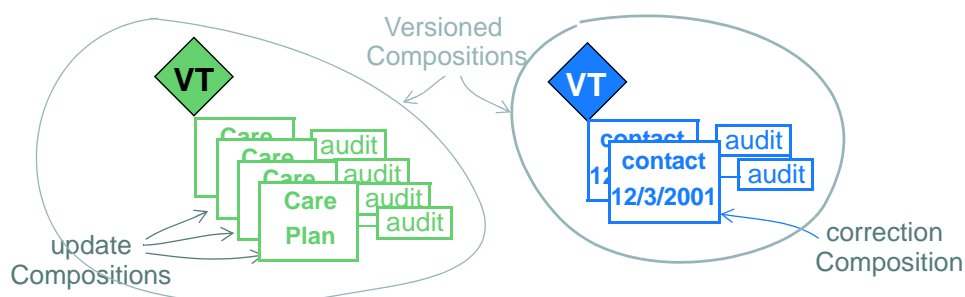 Versioned
Compositions
VT
Care
Care
Care
Care
Plan
audit
audit
audit
audit
update
Compositions
VT
contact
12
contact
12/3/2001
audit
audit
correction
Composition